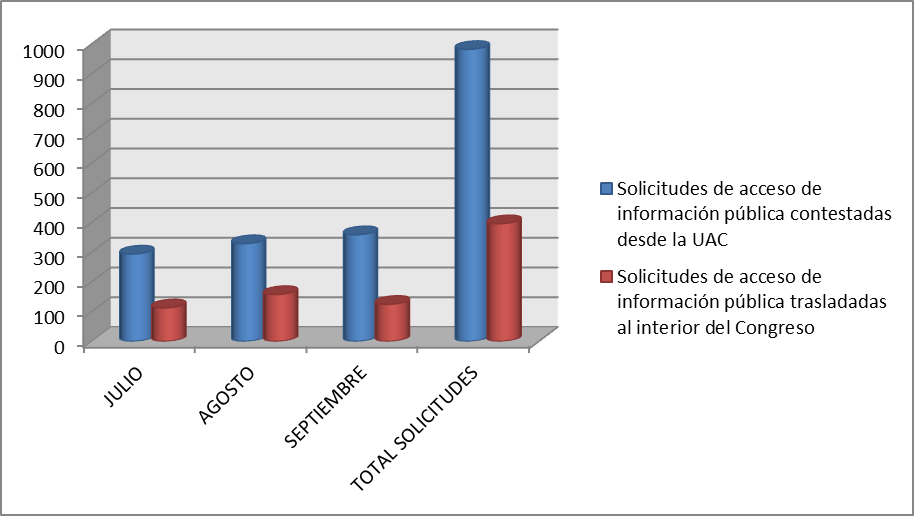 1000
900
800
700
600
500
400
300
200
100
0
JULIO
AGOSTO
SEPTIEMBRE
TOTAL SOLICITUDES
Solicitudes de acceso de
información pública contestadas
desde la UAC
Solicitudes de acceso de
información pública trasladadas
al interior del Congreso